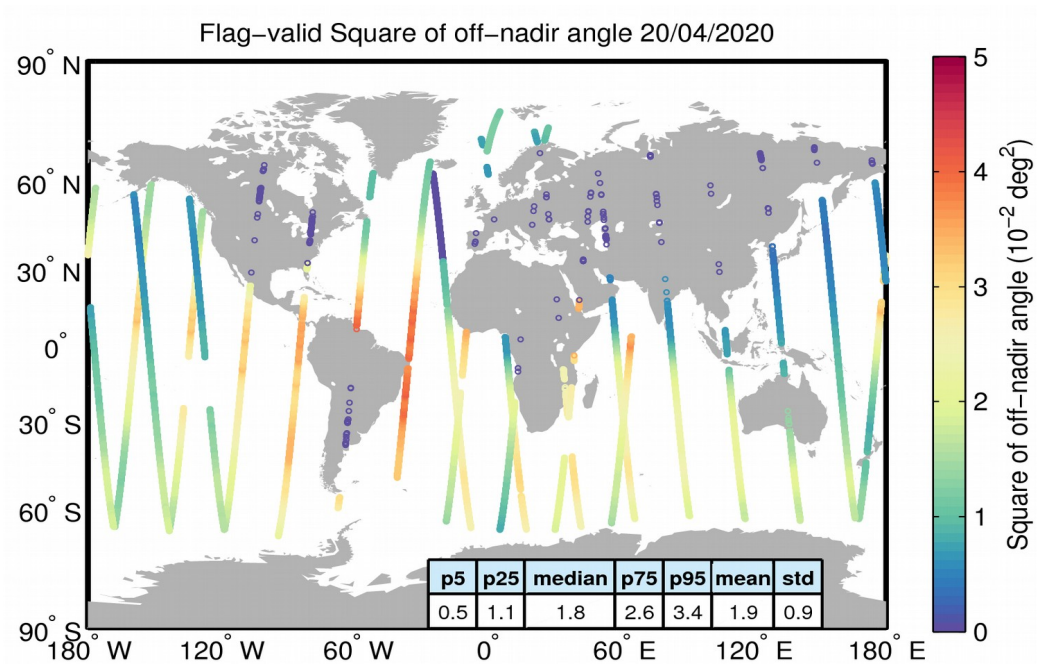 Flag−valid Square of off−nadir angle 20/04/2020
90° N
60° N
30° N
0°
30° S
60° S
90° S
180° W
120° W
60° W
0°
60° E
120° E
180° E
p5 p25 median p75 p95 mean std
0.5 1.1 1.8 2.6 3.4 1.9 0.9
5
4
3
2
1
0
Square of off−nadir angle (10⁻² deg²)